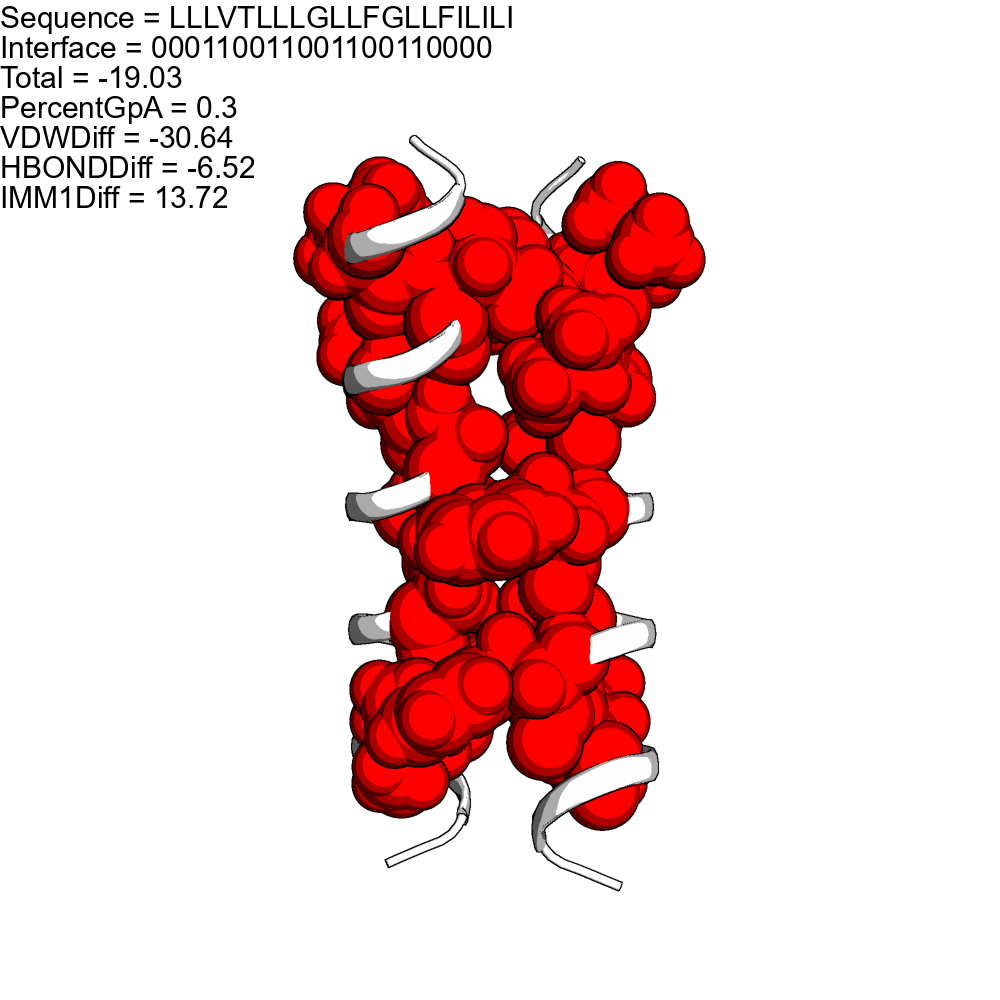 Sequence = LLLVTLLLGLLFGLLFILILI
Interface = 000110011001100110000
Total = -19.03
PercentGpA = 0.3
VDWDiff = -30.64
HBONDDiff = -6.52
IMM1Diff = 13.72